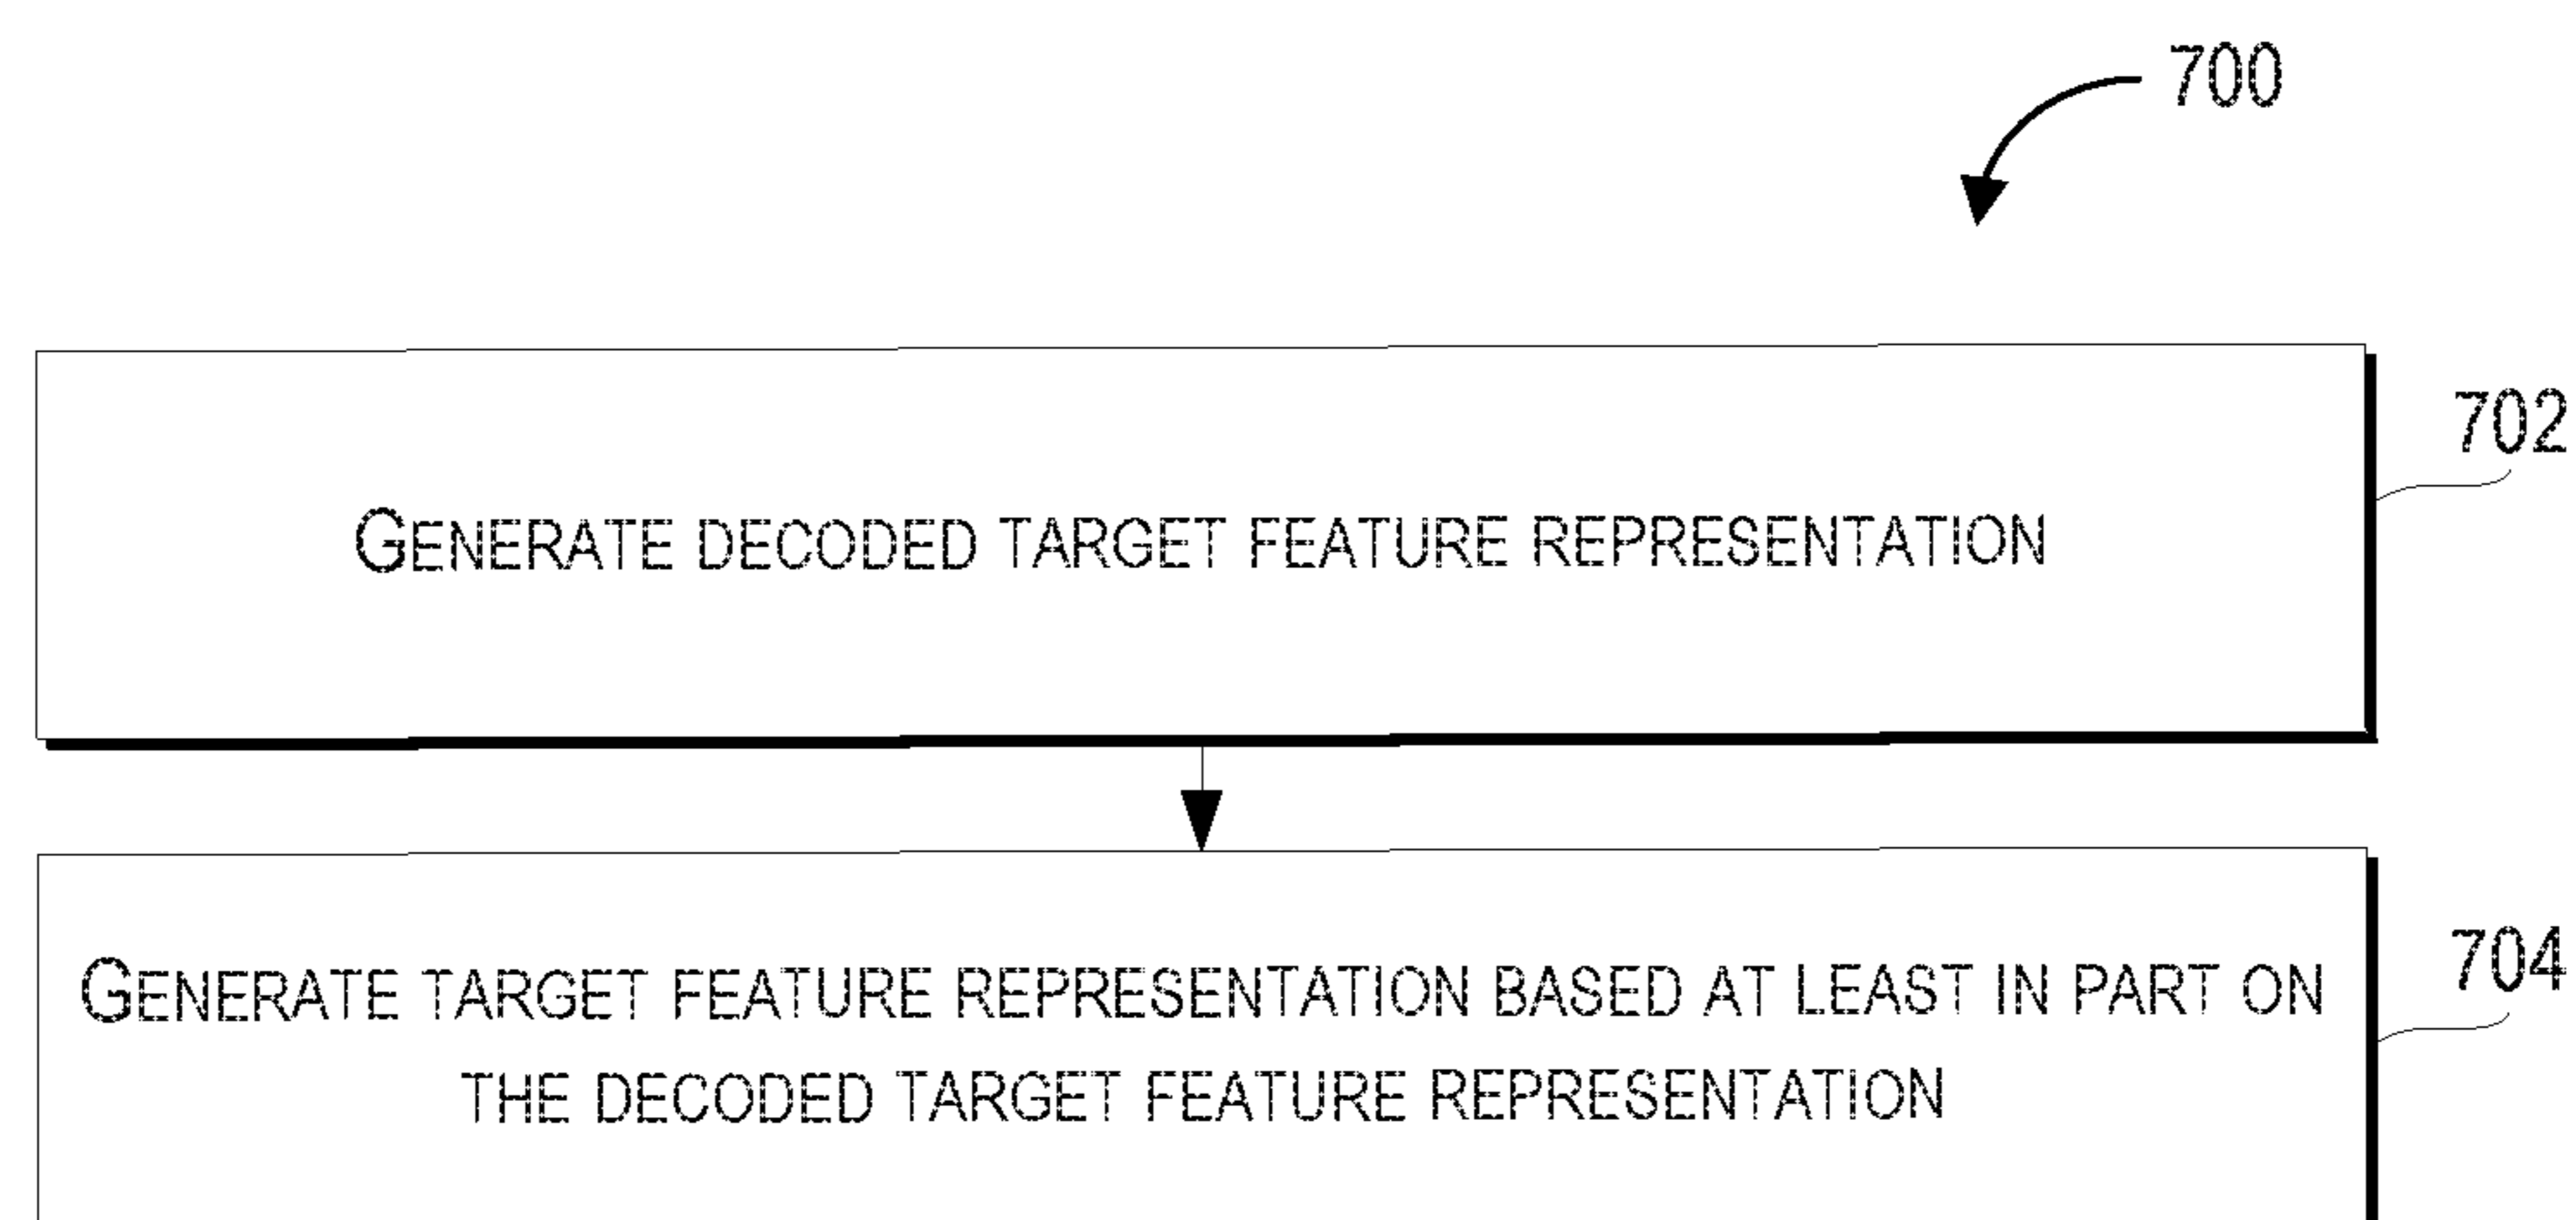 700
702
GENERATE DECODED TARGET FEATURE REPRESENTATION
GENERATE TARGET FEATURE REPRESENTATION BASED AT LEAST IN PART ON
THE DECODED TARGET FEATURE REPRESENTATION
704